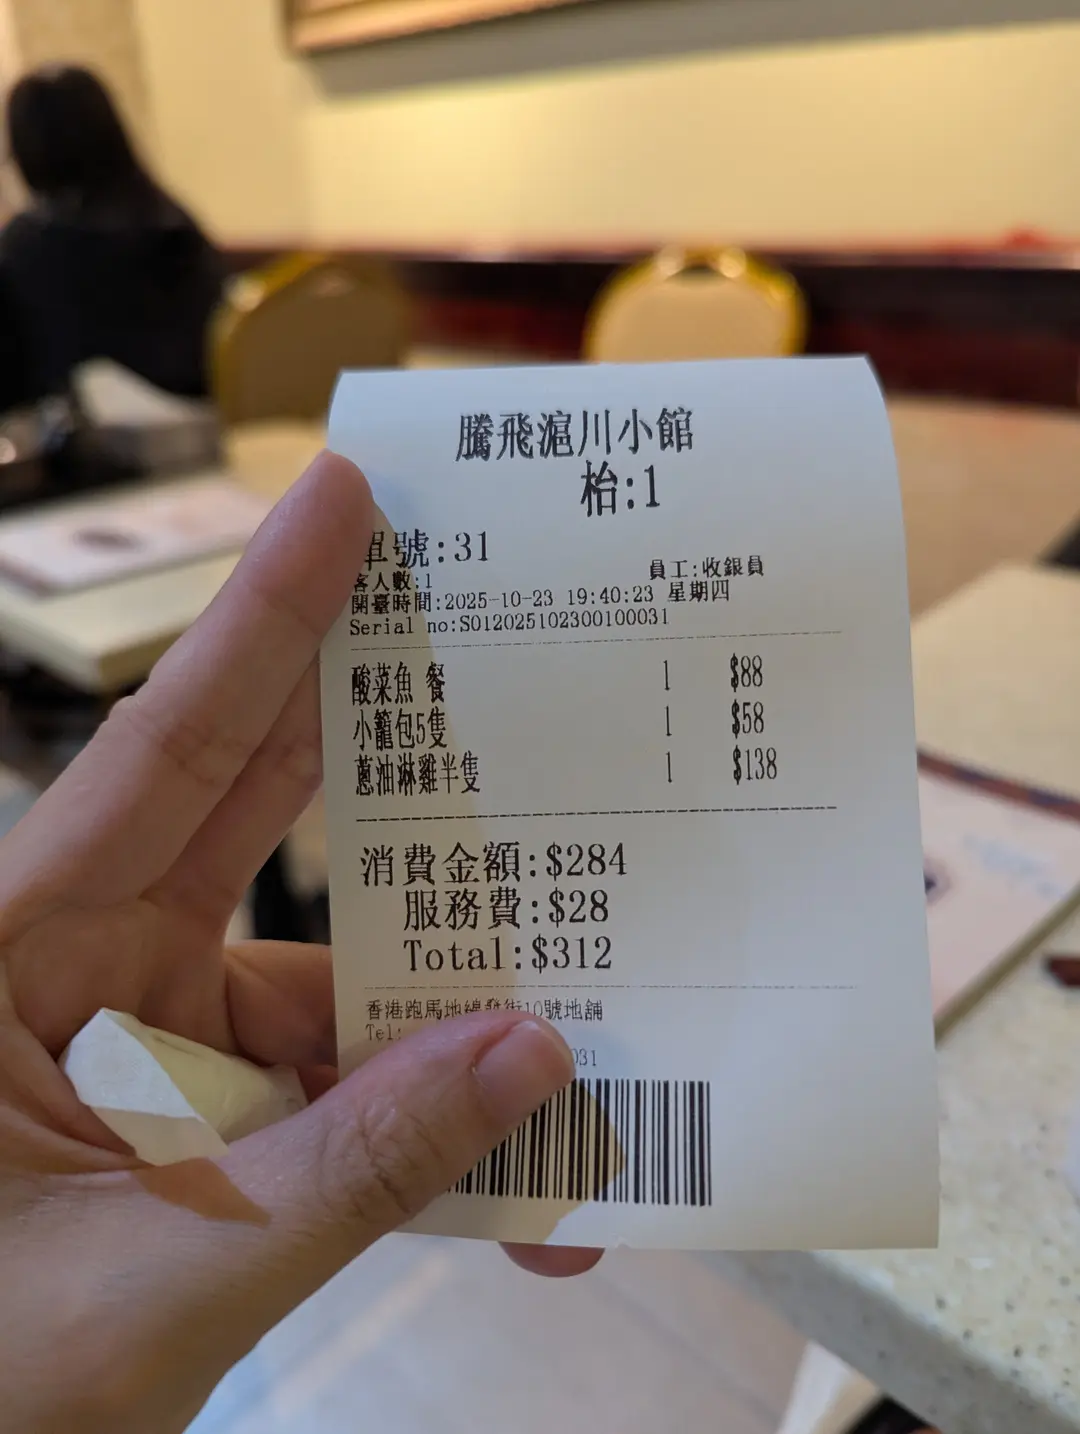 騰飛滬川小館
枱:1
單號:31
客人數:1 員工:收銀員
開臺時間:2025-10-23 19:40:23 星期四
Serial no:S012025102300100031
酸菜魚 餐 1 $88
小籠包5隻 1 $58
蔥油淋雞半隻 1 $138
消費金額:$284
服務費:$28
Total:$312
香港跑馬地綠發街10號地舖
Tel:
031